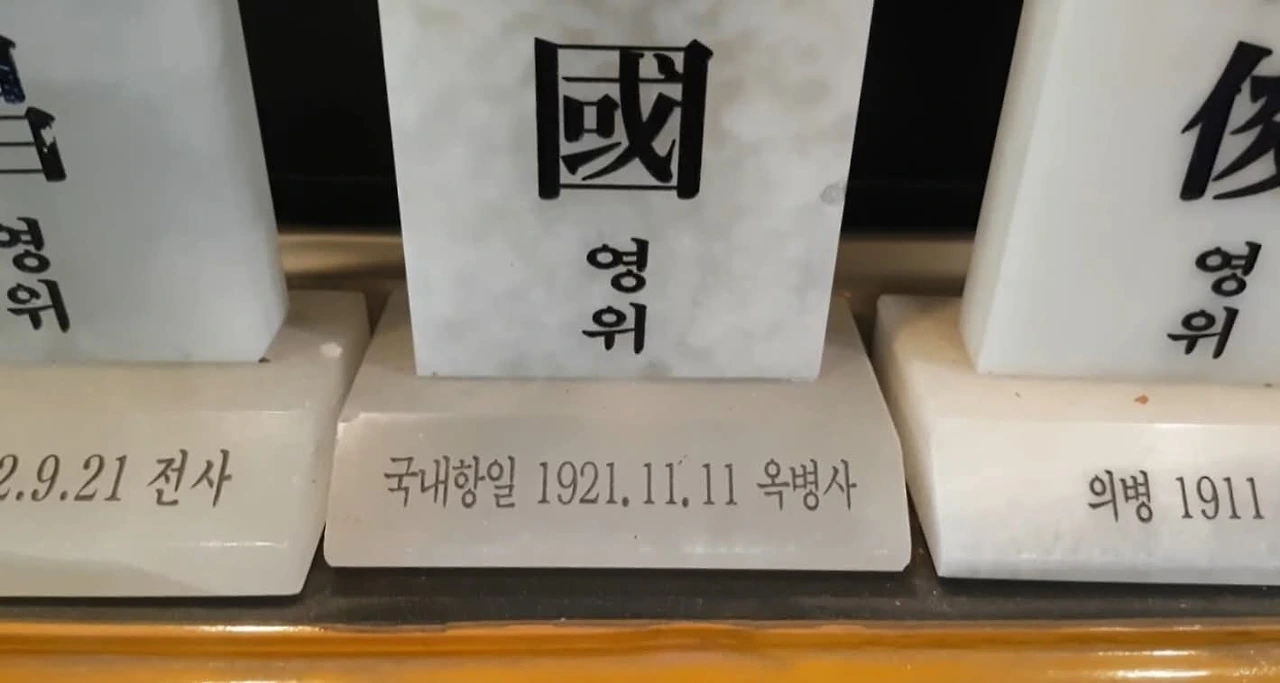 영
위
2.9.21 전사
國
영
위
국내항일 1921.11.11 옥병사
俊
영
위
의병 1911